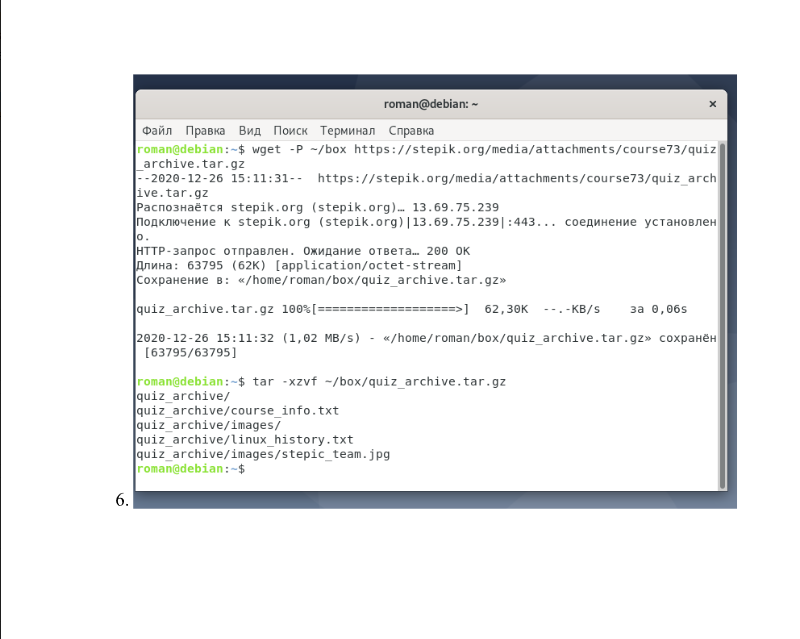 roman@debian: ~
×
Файл Правка Вид Поиск Терминал Справка
roman@debian:~$ wget -P ~/box https://stepik.org/media/attachments/course73/quiz
_archive.tar.gz
--2020-12-26 15:11:31--  https://stepik.org/media/attachments/course73/quiz_arch
ive.tar.gz
Распознаётся stepik.org (stepik.org)… 13.69.75.239
Подключение к stepik.org (stepik.org)|13.69.75.239|:443... соединение установлен
о.
HTTP-запрос отправлен. Ожидание ответа… 200 OK
Длина: 63795 (62K) [application/octet-stream]
Сохранение в: «/home/roman/box/quiz_archive.tar.gz»
quiz_archive.tar.gz 100%[===================>]  62,30K  --.-KB/s    за 0,06s
2020-12-26 15:11:32 (1,02 MB/s) - «/home/roman/box/quiz_archive.tar.gz» сохранён
[63795/63795]
roman@debian:~$ tar -xzvf ~/box/quiz_archive.tar.gz
quiz_archive/
quiz_archive/course_info.txt
quiz_archive/images/
quiz_archive/linux_history.txt
quiz_archive/images/stepic_team.jpg
roman@debian:~$
6.